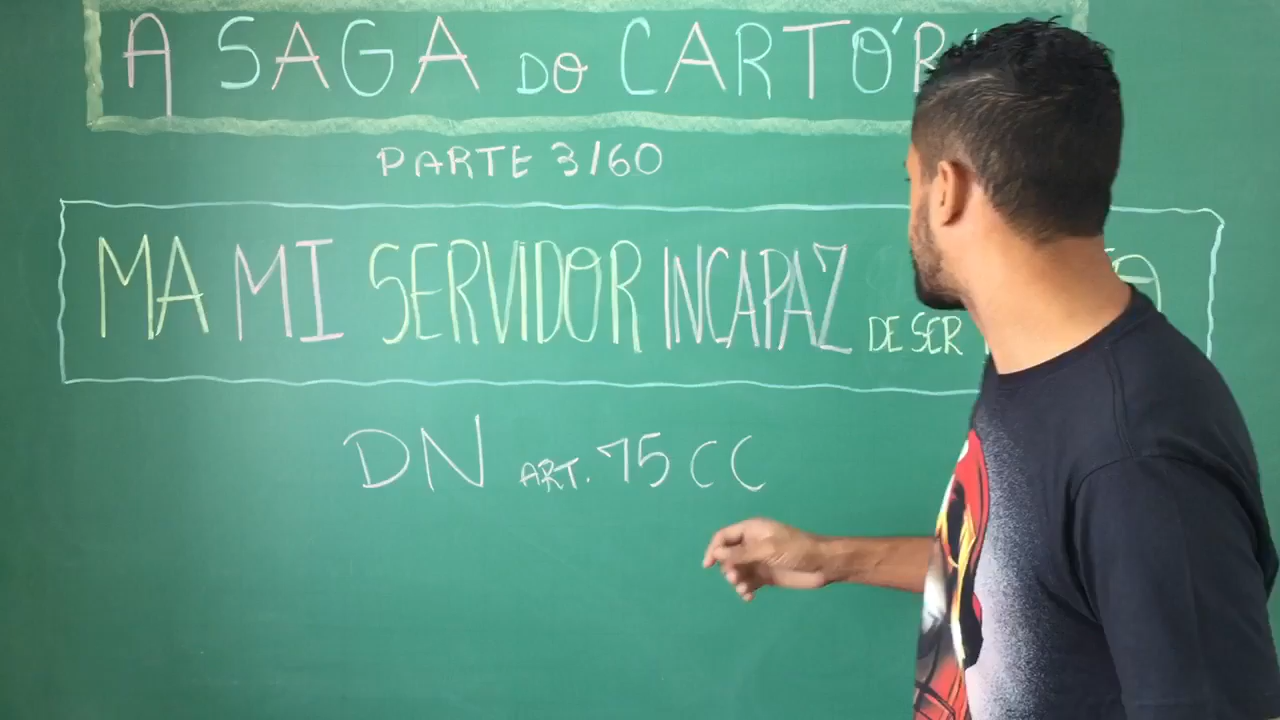 A SAGA DO CARTÓR
PARTE 3/60
MA MI SERVIDOR INCAPAZ DE SER
DN ART. 75 CC